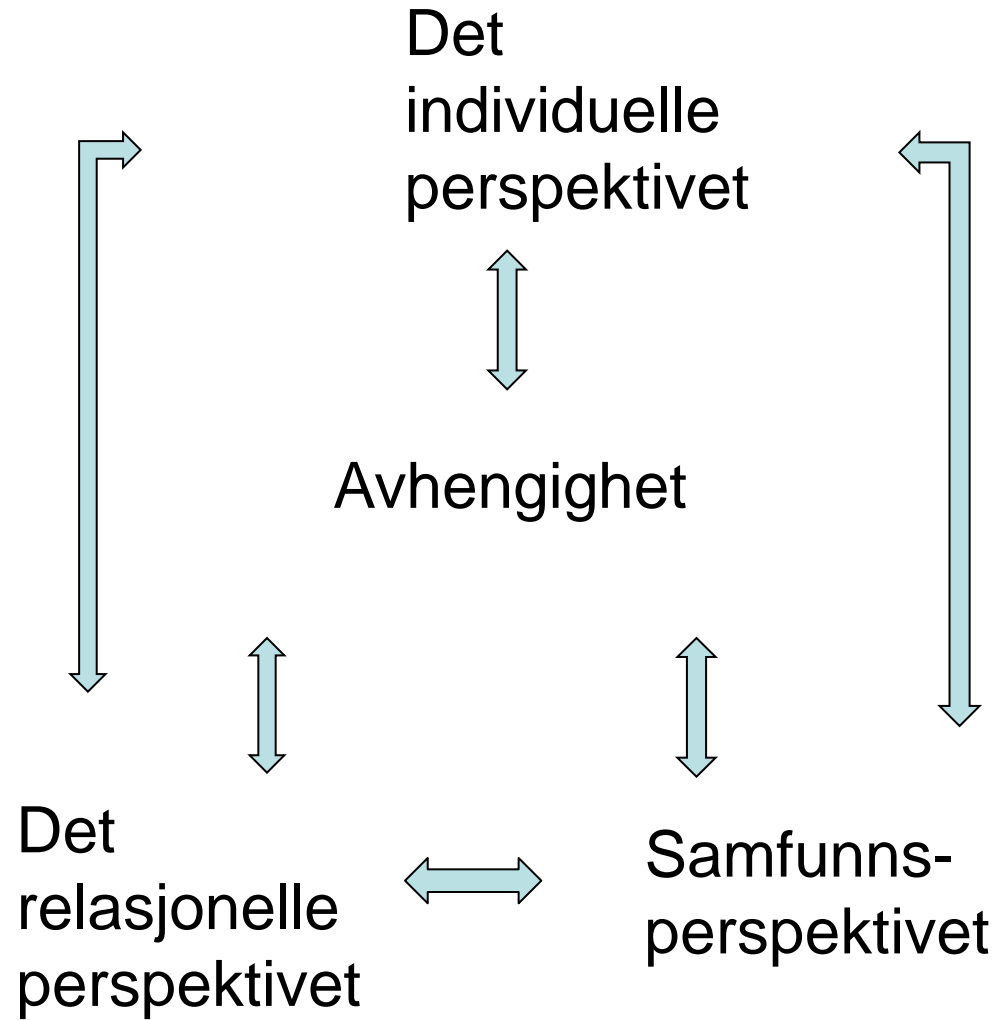 Det
individuelle
perspektivet
Avhengighet
Det
relasjonelle
perspektivet
Samfunns-
perspektivet